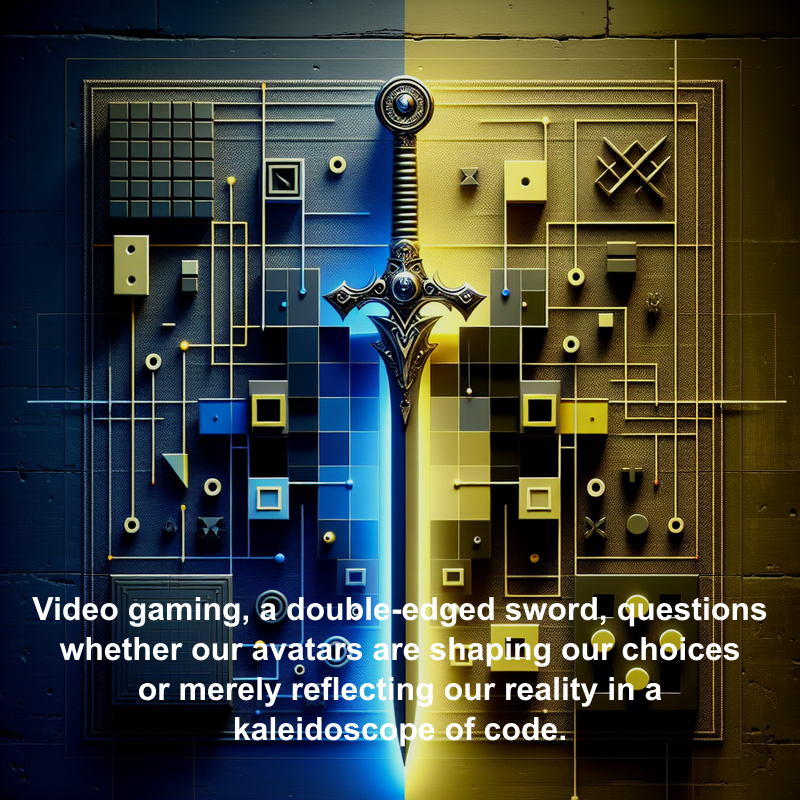 Video gaming, a double-edged sword, questions
whether our avatars are shaping our choices
or merely reflecting our reality in a
kaleidoscope of code.